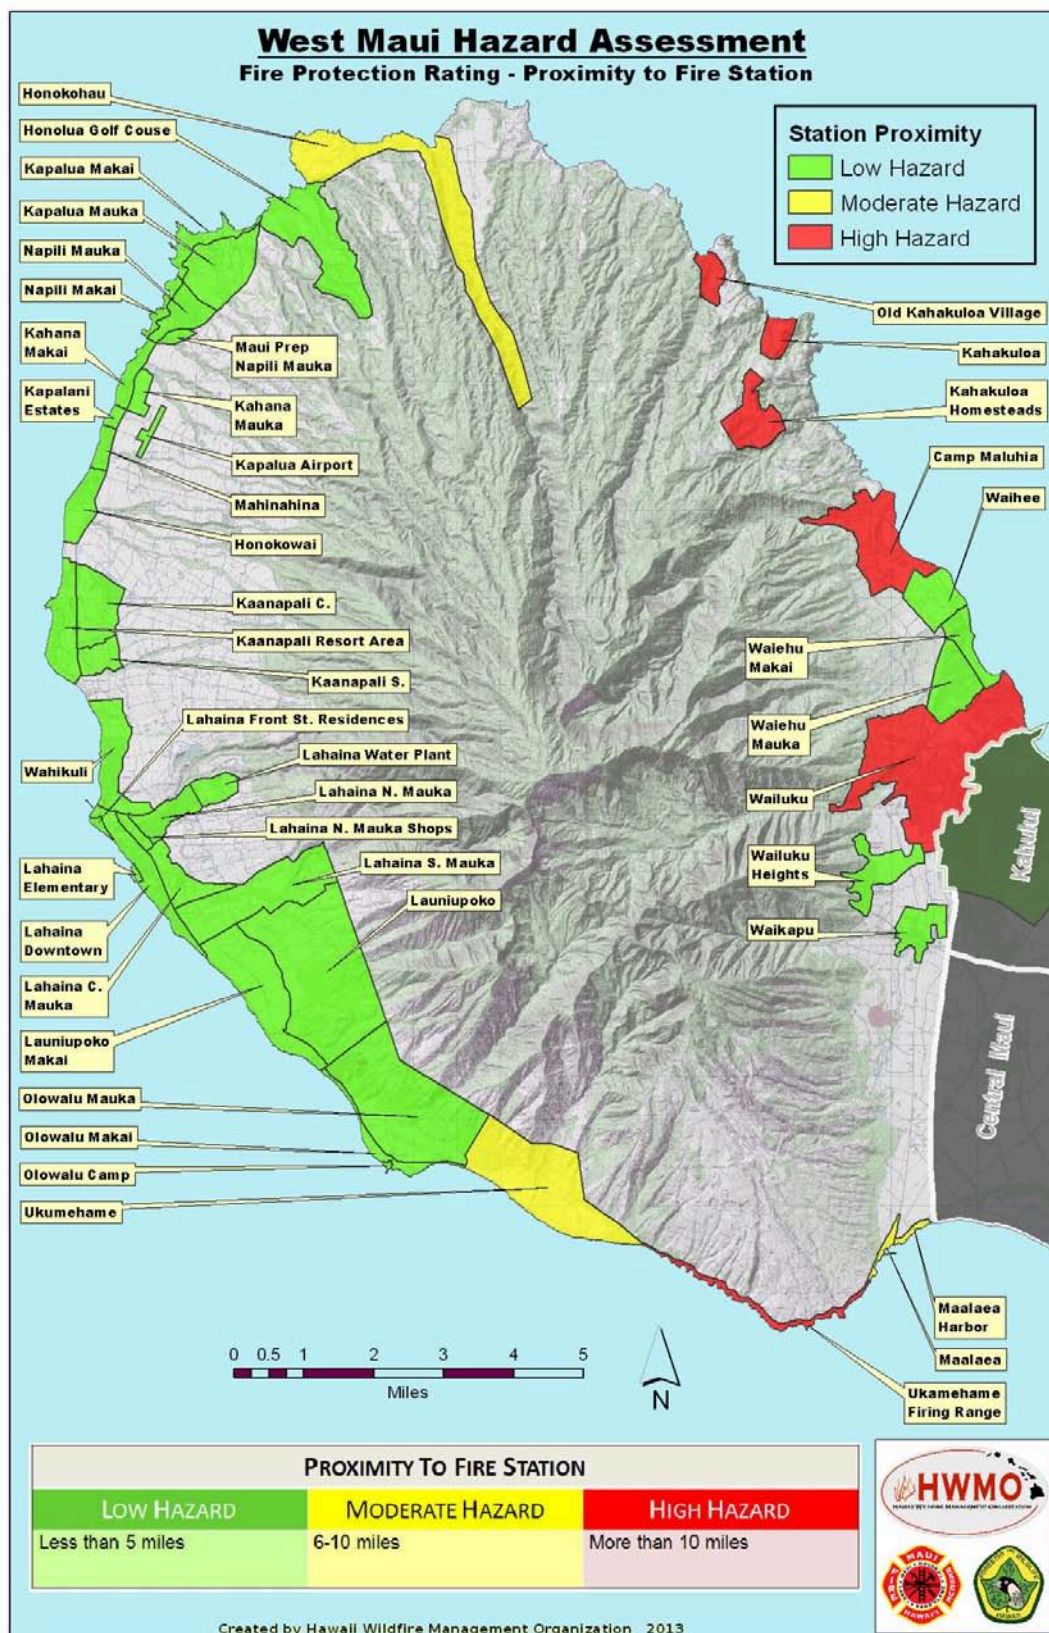 West Maui Hazard Assessment
Fire Protection Rating - Proximity to Fire Station
Station Proximity
Low Hazard
Moderate Hazard
High Hazard
Honokohau
Honolua Golf Couse
Kapalua Makai
Kapalua Mauka
Napili Mauka
Napili Makai
Kahana
Makai
Kapalani
Estates
Maui Prep
Napili Mauka
Kahana
Mauka
Kapalua Airport
Mahinahina
Honokowai
Kaanapali C.
Kaanapali Resort Area
Kaanapali S.
Lahaina Front St. Residences
Wahikuli
Lahaina Water Plant
Lahaina N. Mauka
Lahaina N. Mauka Shops
Lahaina S. Mauka
Launiupoko
Lahaina
Elementary
Lahaina
Downtown
Lahaina C.
Mauka
Launiupoko
Makai
Olowalu Mauka
Olowalu Makai
Olowalu Camp
Ukumehame
Old Kahakuloa Village
Kahakuloa
Kahakuloa
Homesteads
Camp Maluhia
Waihee
Waiehu
Makai
Waiehu
Mauka
Wailuku
Wailuku
Heights
Waikapu
Kahului
Central Maui
Maalaea
Harbor
Maalaea
Ukamehame
Firing Range
0 0.5 1 2 3 4 5
Miles
N
PROXIMITY TO FIRE STATION
LOW HAZARD MODERATE HAZARD HIGH HAZARD
Less than 5 miles 6-10 miles More than 10 miles
HWMO
HAWAII WILDFIRE MANAGEMENT ORGANIZATION
MAUI
FIRE
HAWAII
Created by Hawaii Wildfire Management Organization 2013